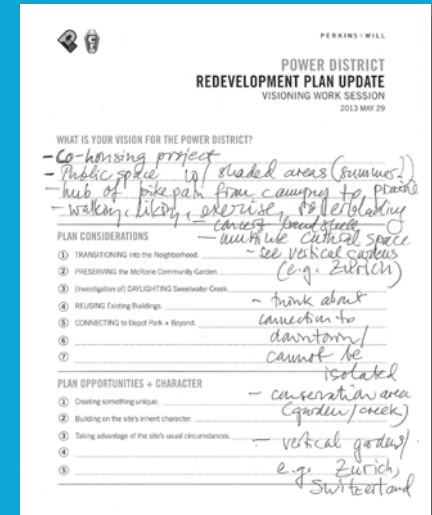 PERKINS+WILL
POWER DISTRICT
REDEVELOPMENT PLAN UPDATE
VISIONING WORK SESSION
2013 MAY 29
WHAT IS YOUR VISION FOR THE POWER DISTRICT?
- Co-housing project
- Public space w/ shaded areas (summer!)
- hub of bike path from campus to prairie
- walking, biking, exercise, rollerblading
- concert bandshell
- multiuse cultural space
PLAN CONSIDERATIONS
- see vertical gardens
1 TRANSITIONING into the Neighborhood.
(e.g. Zurich)
2 PRESERVING the McRorie Community Garden.
3 (Investigation of) DAYLIGHTING Sweetwater Creek.
4 REUSING Existing Buildings.
- think about
5 CONNECTING to Depot Park + Beyond.
connection to
6
downtown/
7
cannot be
isolated
PLAN OPPORTUNITIES + CHARACTER
- conservation area
1 Creating something unique.
(garden/creek)
2 Building on the site's inherit character.
3 Taking advantage of the site's usual circumstances.
- vertical gardens/
4
e.g. Zurich,
5
Switzerland